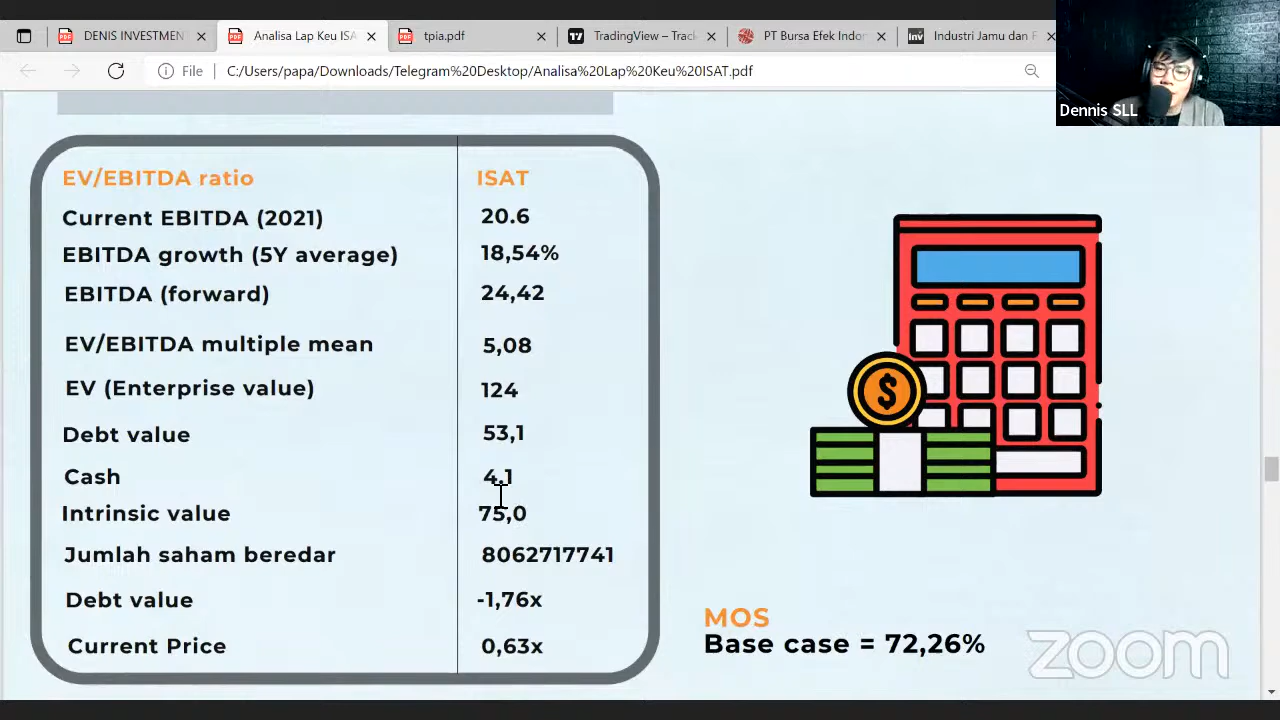 DENIS INVESTMEN
Analisa Lap Keu ISA
tpia.pdf
TradingView – Track
PT Bursa Efek Indon
Inv
Industri Jamu dan F
File
C:/Users/papa/Downloads/Telegram%20Desktop/Analisa%20Lap%20Keu%20ISAT.pdf
Dennis SLL
EV/EBITDA ratio ISAT
Current EBITDA (2021) 20.6
EBITDA growth (5Y average) 18,54%
EBITDA (forward) 24,42
EV/EBITDA multiple mean 5,08
EV (Enterprise value) 124
Debt value 53,1
Cash 4.1
Intrinsic value 75,0
Jumlah saham beredar 8062717741
Debt value -1,76x
Current Price 0,63x
$
MOS
Base case = 72,26%
zoom